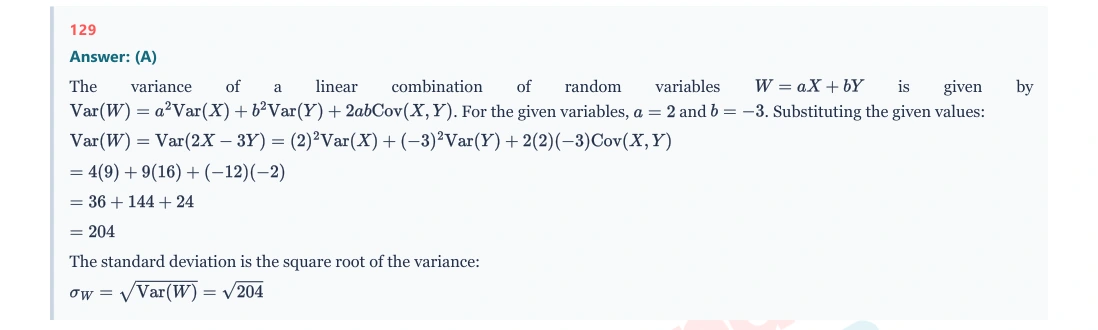 129
Answer: (A)
The variance of a linear combination of random variables W = aX + bY is given by
Var(W) = a²Var(X) + b²Var(Y) + 2abCov(X, Y). For the given variables, a = 2 and b = −3. Substituting the given values:
Var(W) = Var(2X − 3Y) = (2)²Var(X) + (−3)²Var(Y) + 2(2)(−3)Cov(X, Y)
= 4(9) + 9(16) + (−12)(−2)
= 36 + 144 + 24
= 204
The standard deviation is the square root of the variance:
σ_W = √Var(W) = √204